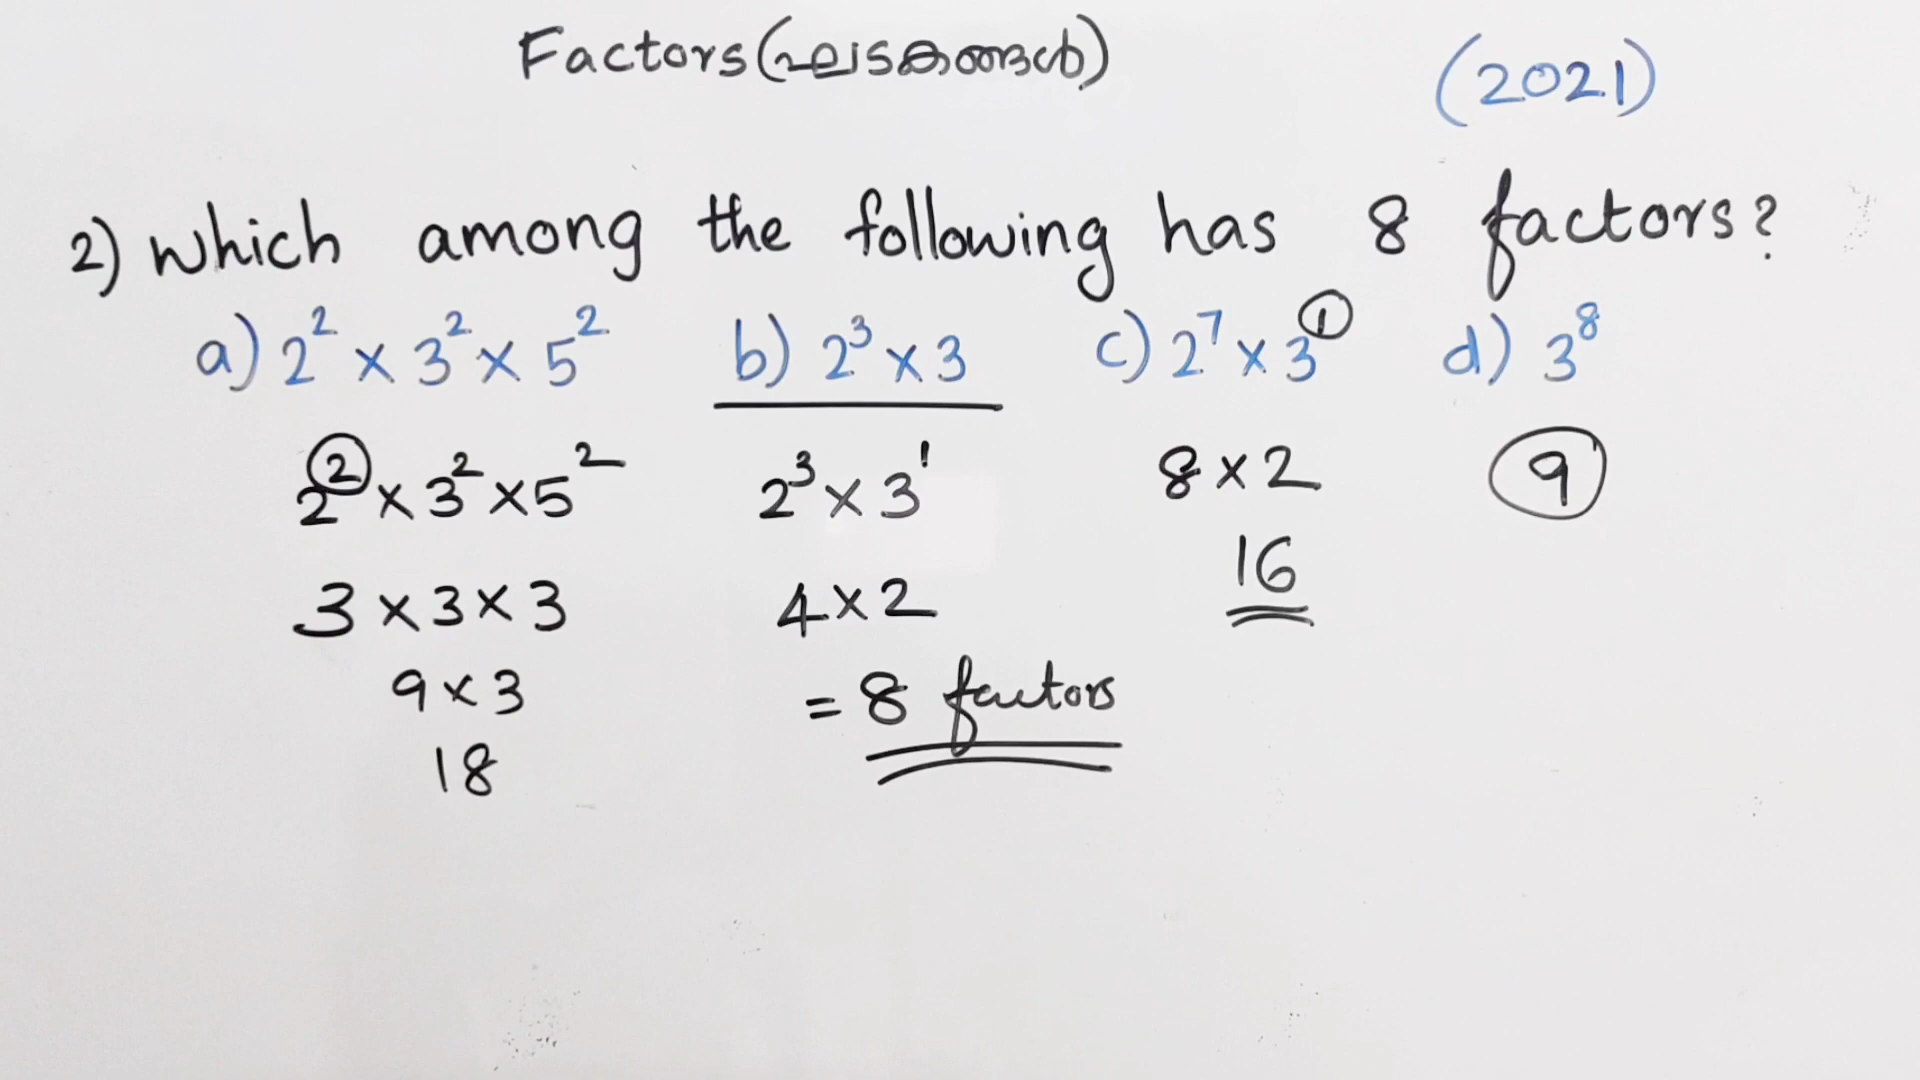 Factors (ഘടകങ്ങൾ)
(2021)
2) Which among the following has 8 factors?
a) 2² × 3² × 5² b) 2³ × 3 c) 2⁷ × 3¹ d) 3⁸
2² × 3² × 5² 2³ × 3¹ 8 × 2 9
16
3 × 3 × 3 4 × 2
9 × 3 = 8 factors
18